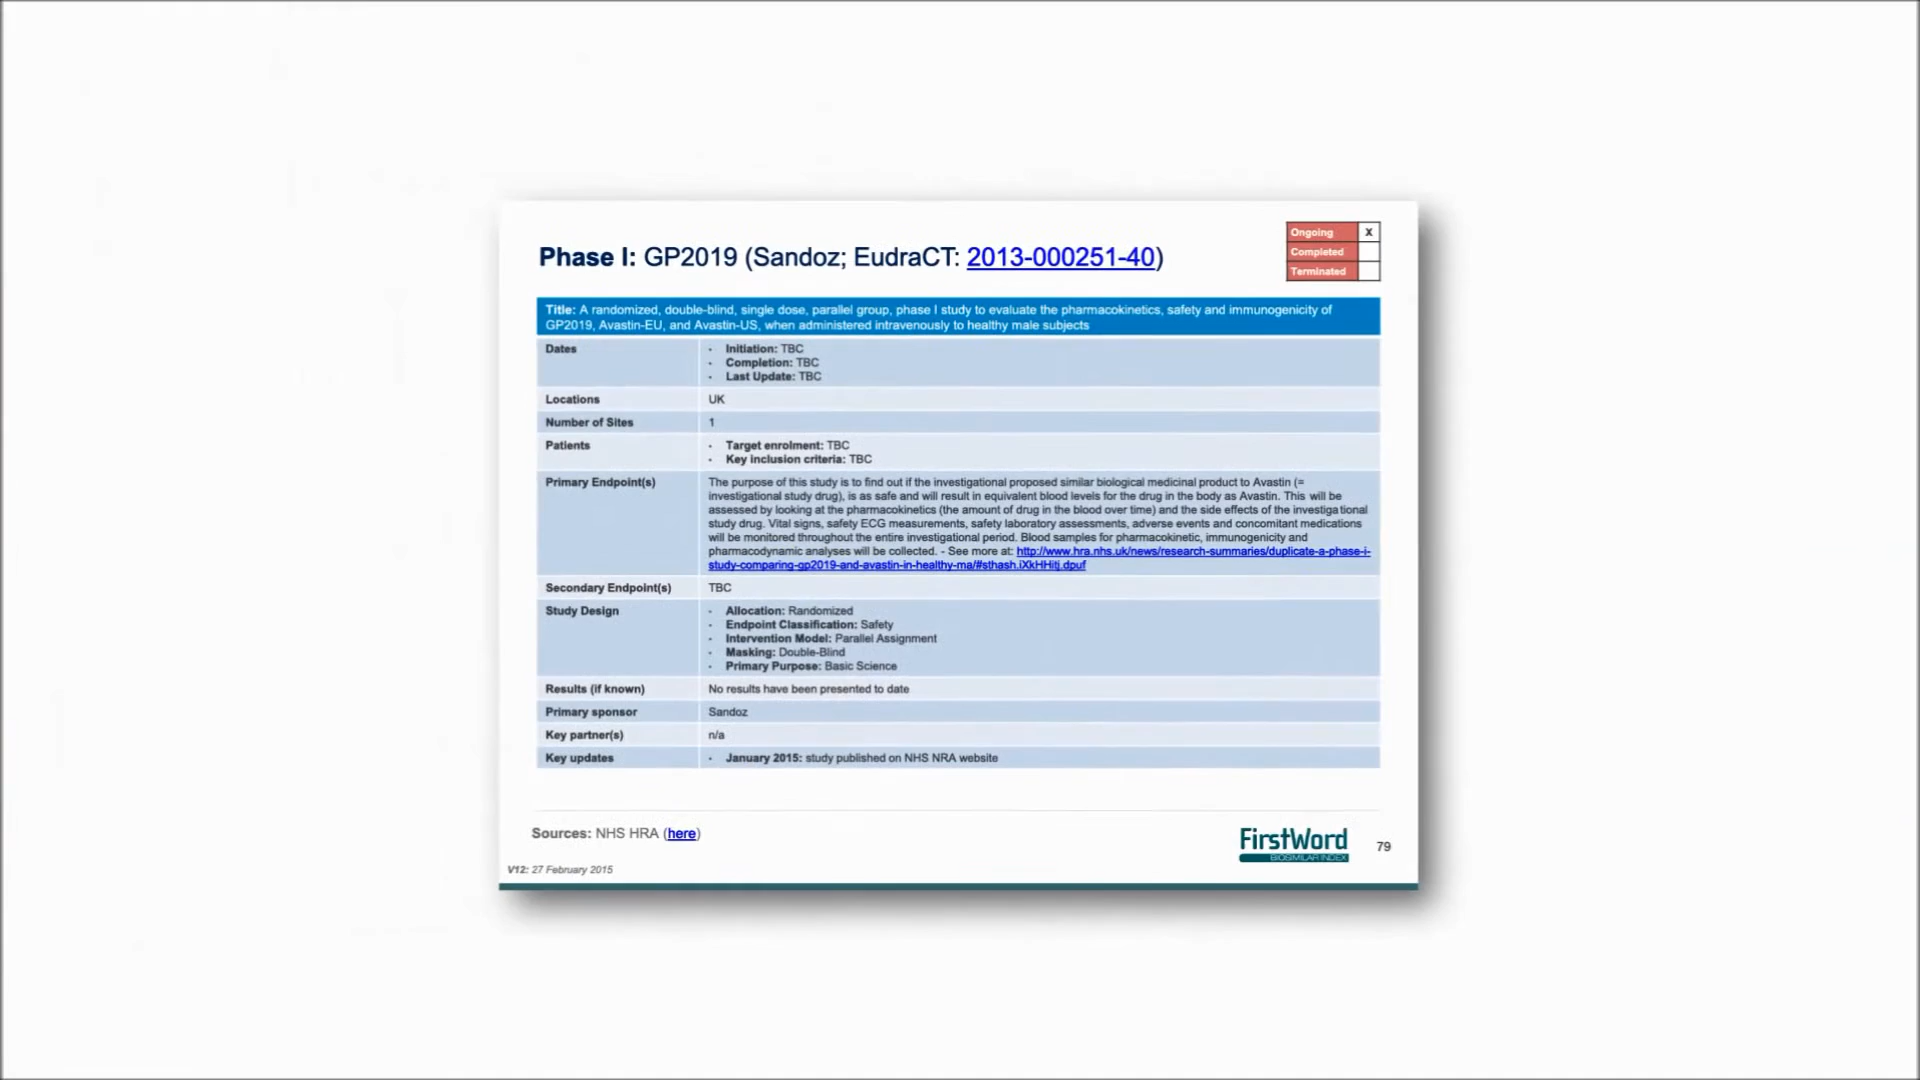 Phase I: GP2019 (Sandoz; EudraCT: 2013-000251-40)
Ongoing X
Completed
Terminated
Title: A randomized, double-blind, single dose, parallel group, phase I study to evaluate the pharmacokinetics, safety and immunogenicity of
GP2019, Avastin-EU, and Avastin-US, when administered intravenously to healthy male subjects
Dates
· Initiation: TBC
· Completion: TBC
· Last Update: TBC
Locations UK
Number of Sites 1
Patients
· Target enrolment: TBC
· Key inclusion criteria: TBC
Primary Endpoint(s)
The purpose of this study is to find out if the investigational proposed similar biological medicinal product to Avastin (=
investigational study drug), is as safe and will result in equivalent blood levels for the drug in the body as Avastin. This will be
assessed by looking at the pharmacokinetics (the amount of drug in the blood over time) and the side effects of the investigational
study drug. Vital signs, safety ECG measurements, safety laboratory assessments, adverse events and concomitant medications
will be monitored throughout the entire investigational period. Blood samples for pharmacokinetic, immunogenicity and
pharmacodynamic analyses will be collected. - See more at: http://www.hra.nhs.uk/news/research-summaries/duplicate-a-phase-i-
study-comparing-gp2019-and-avastin-in-healthy-ma/#sthash.iXkHHitj.dpuf
Secondary Endpoint(s) TBC
Study Design
· Allocation: Randomized
· Endpoint Classification: Safety
· Intervention Model: Parallel Assignment
· Masking: Double-Blind
· Primary Purpose: Basic Science
Results (if known) No results have been presented to date
Primary sponsor Sandoz
Key partner(s) n/a
Key updates · January 2015: study published on NHS NRA website
Sources: NHS HRA (here)
FirstWord
BIOSIMILAR INDEX
79
V12: 27 February 2015